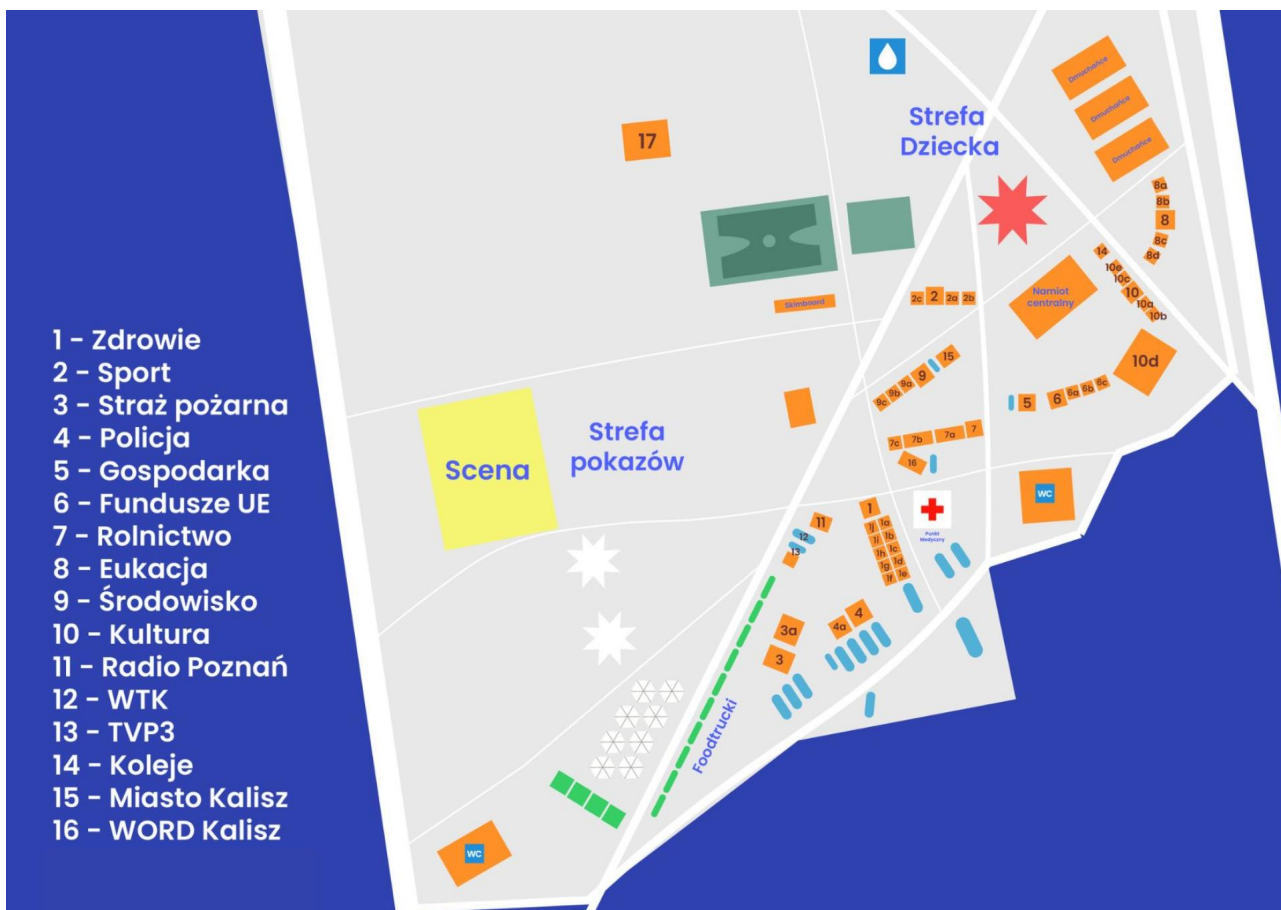 Strefa
Dziecka
Dmuchańce
Dmuchańce
Dmuchańce
17
8a
8b
8
8c
8d
14
10e
10c
10
10a
10b
Namiot
centralny
2c 2 2a 2b
Skimboard
10d
15
9
9a
9b
9c
5
6
6a
6b
6c
7c 7b 7a 7
16
Scena
Strefa
pokazów
WC
Punkt
Medyczny
11
12
13
1
1j 1a
1i 1b
1h 1c
1g 1d
1f 1e
4
4a
3a
3
Foodtrucki
WC
1 - Zdrowie
2 - Sport
3 - Straż pożarna
4 - Policja
5 - Gospodarka
6 - Fundusze UE
7 - Rolnictwo
8 - Eukacja
9 - Środowisko
10 - Kultura
11 - Radio Poznań
12 - WTK
13 - TVP3
14 - Koleje
15 - Miasto Kalisz
16 - WORD Kalisz